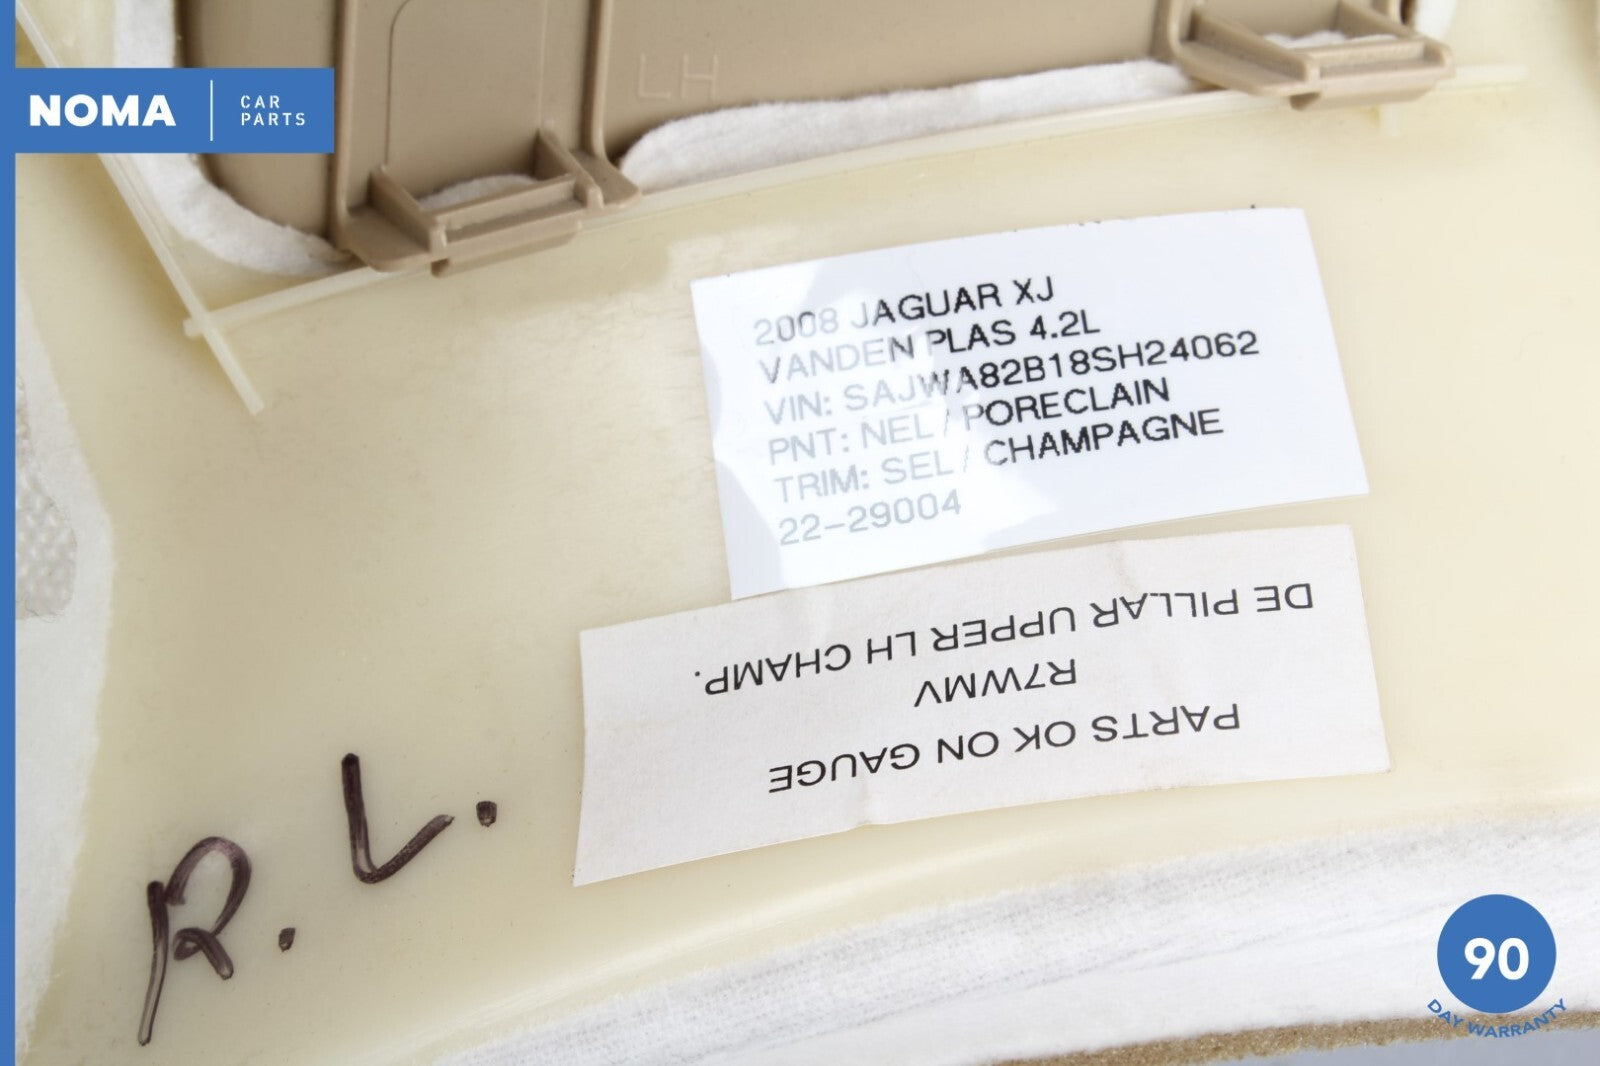 NOMA
CAR
PARTS
LH
2008 JAGUAR XJ
VANDEN PLAS 4.2L
VIN: SAJWA82B18SH24062
PNT: NEL / PORECLAIN
TRIM: SEL / CHAMPAGNE
22-29004
PARTS OK ON GAUGE
R7WMV
DE PILLAR UPPER LH CHAMP.
R. L.
90
DAY WARRANTY